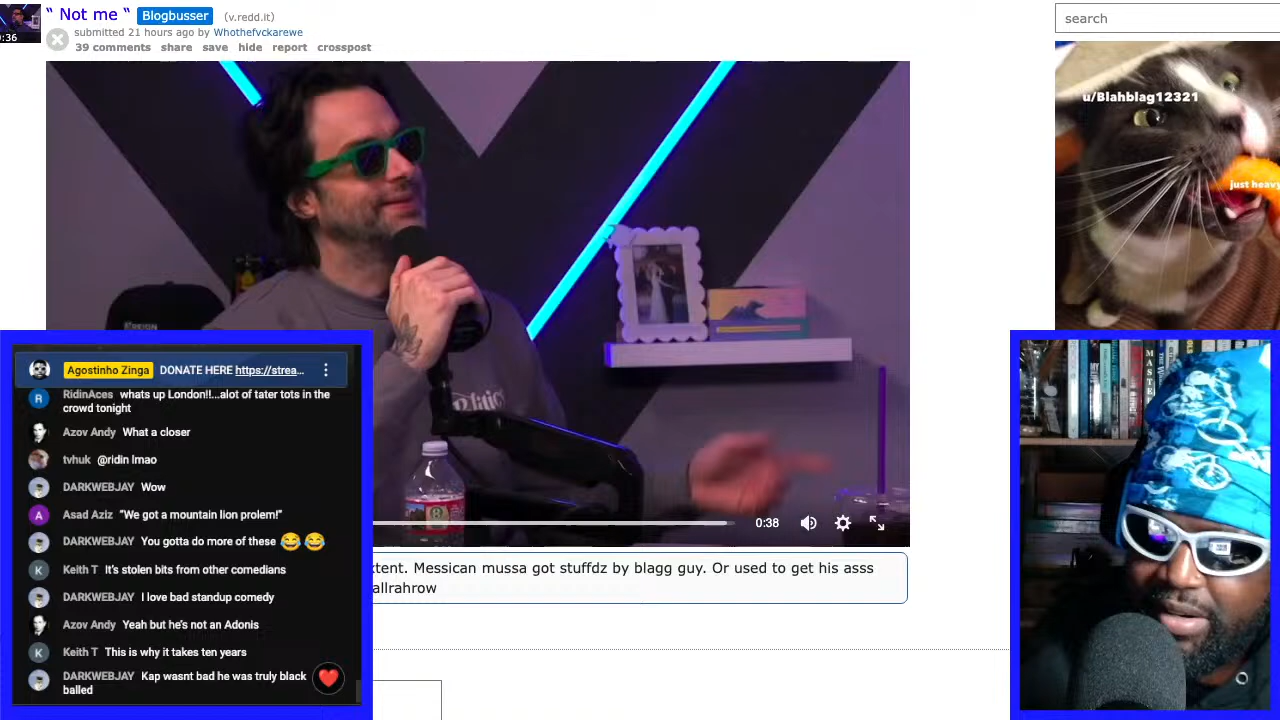 “ Not me “ Blogbusser (v.redd.it)
submitted 21 hours ago by Whothefvckarewe
39 comments share save hide report crosspost
:36
search
u/Blahblag12321
just heavy
0:38
xtent. Messican mussa got stuffdz by blagg guy. Or used to get his asss
allrahrow
Agostinho Zinga DONATE HERE https://strea...
RidinAces whats up London!!...alot of tater tots in the
crowd tonight
Azov Andy What a closer
tvhuk @ridin lmao
DARKWEBJAY Wow
A Asad Aziz “We got a mountain lion prolem!”
DARKWEBJAY You gotta do more of these 😂😂
K Keith T It's stolen bits from other comedians
DARKWEBJAY I love bad standup comedy
Azov Andy Yeah but he's not an Adonis
K Keith T This is why it takes ten years
DARKWEBJAY Kap wasnt bad he was truly black
balled
R
MASTE